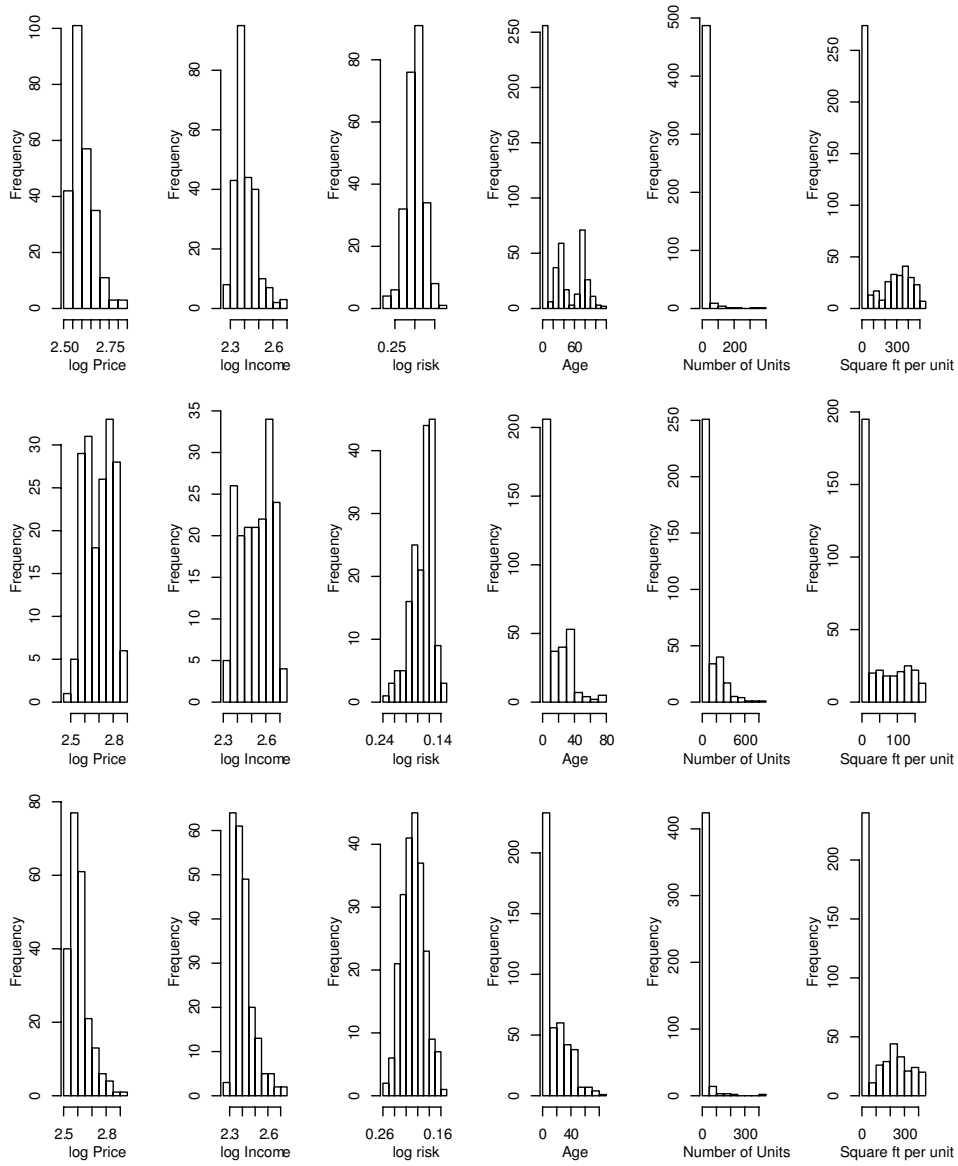 Frequency
0 20 40 60 80 100
2.50 2.75
log Price
Frequency
0 20 40 60 80
2.3 2.6
log Income
Frequency
0 20 40 60 80
0.25
log risk
Frequency
0 50 100 150 200 250
0 60
Age
Frequency
0 100 200 300 400 500
0 200
Number of Units
Frequency
0 50 100 150 200 250
0 300
Square ft per unit
Frequency
0 5 10 15 20 25 30
2.5 2.8
log Price
Frequency
0 5 10 15 20 25 30 35
2.3 2.6
log Income
Frequency
0 10 20 30 40
0.24 0.14
log risk
Frequency
0 50 100 150 200
0 40 80
Age
Frequency
0 50 100 150 200 250
0 600
Number of Units
Frequency
0 50 100 150 200
0 100
Square ft per unit
Frequency
0 20 40 60 80
2.5 2.8
log Price
Frequency
0 10 20 30 40 50 60
2.3 2.6
log Income
Frequency
0 10 20 30 40
0.26 0.16
log risk
Frequency
0 50 100 150 200
0 40
Age
Frequency
0 100 200 300 400
0 300
Number of Units
Frequency
0 50 100 150 200
0 300
Square ft per unit